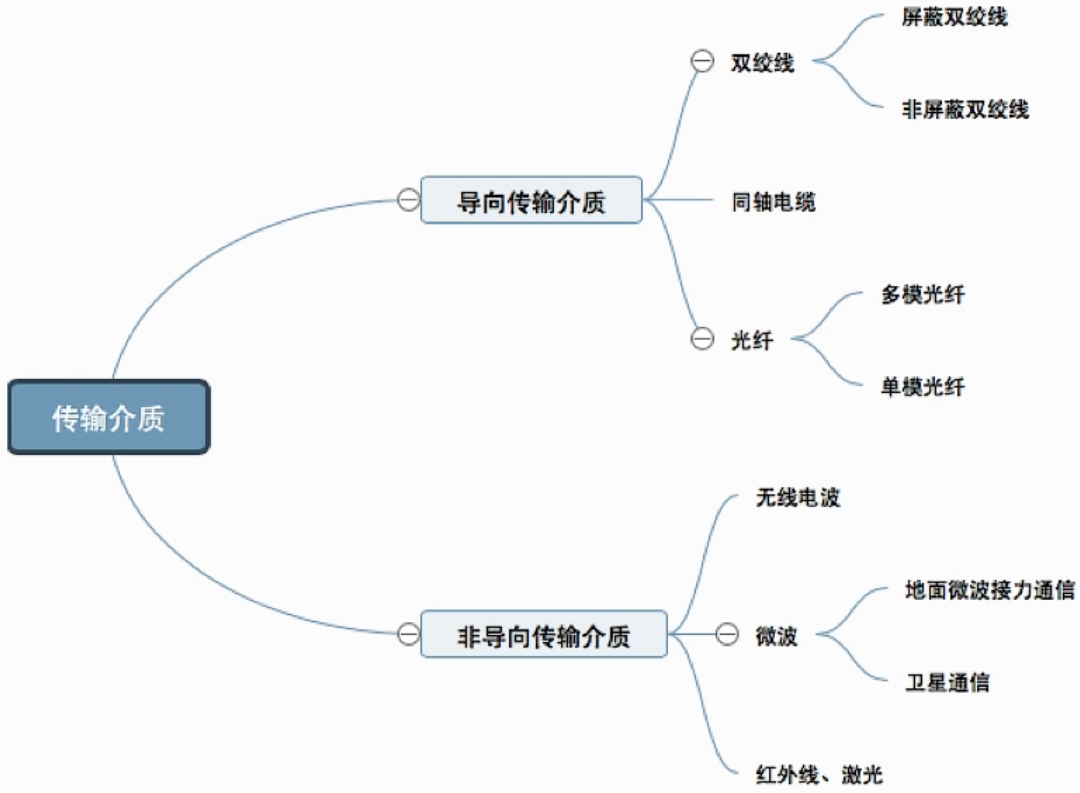 传输介质
导向传输介质
双绞线
屏蔽双绞线
非屏蔽双绞线
同轴电缆
光纤
多模光纤
单模光纤
非导向传输介质
无线电波
微波
地面微波接力通信
卫星通信
红外线、激光